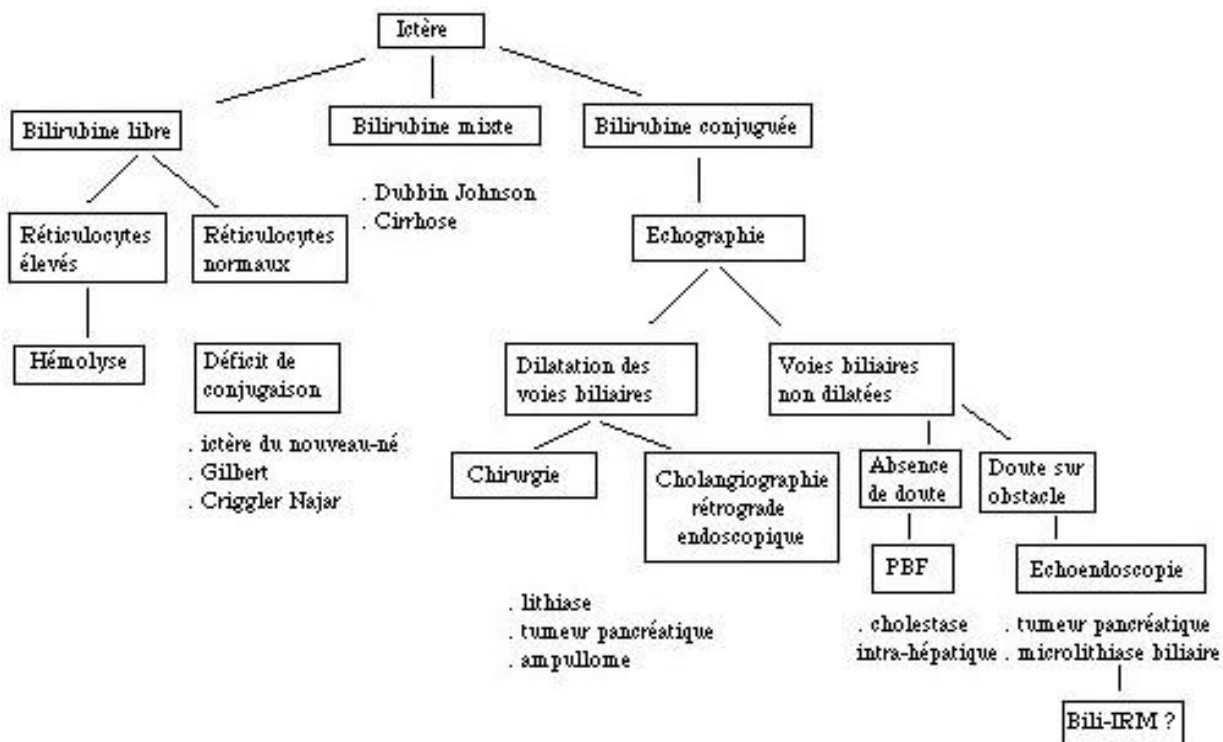 Ictère
Bilirubine libre
Bilirubine mixte
Bilirubine conjuguée
. Dubbin Johnson
. Cirrhose
Réticulocytes
élevés
Réticulocytes
normaux
Echographie
Hémolyse
Déficit de
conjugaison
Dilatation des
voies biliaires
Voies biliaires
non dilatées
. ictère du nouveau-né
. Gilbert
. Criggler Najar
Chirurgie
Cholangiographie
rétrograde
endoscopique
Absence
de doute
Doute sur
obstacle
PBF
Echoendoscopie
. lithiase
. tumeur pancréatique
. ampullome
. cholestase
intra-hépatique
. tumeur pancréatique
. microlithiase biliaire
Bili-IRM ?